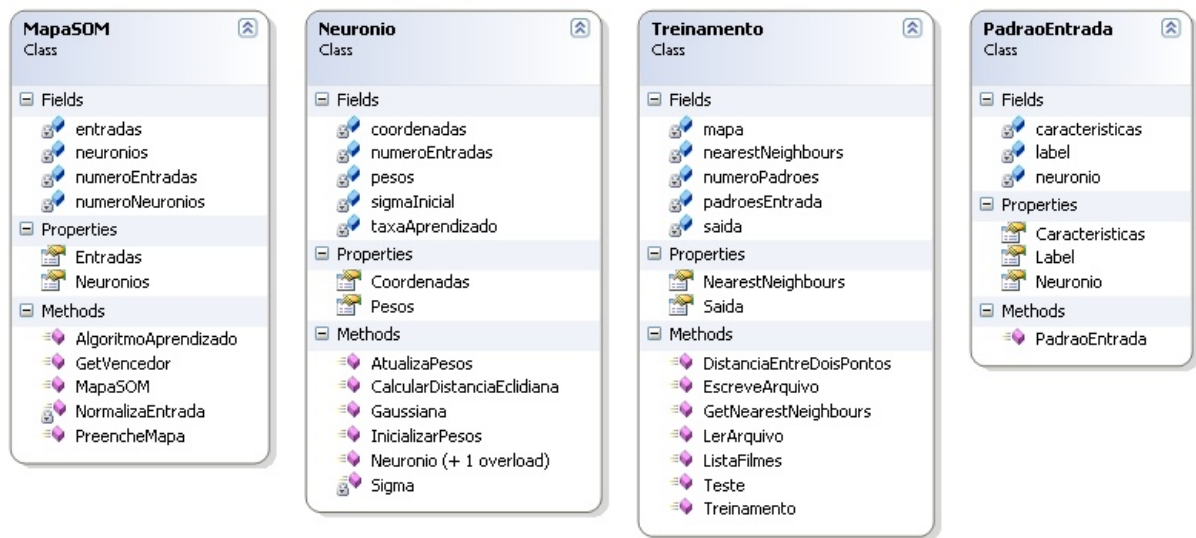 MapaSOM
Class
Fields
entradas
neuronios
numeroEntradas
numeroNeuronios
Properties
Entradas
Neuronios
Methods
AlgoritmoAprendizado
GetVencedor
MapaSOM
NormalizaEntrada
PreencheMapa
Neuronio
Class
Fields
coordenadas
numeroEntradas
pesos
sigmaInicial
taxaAprendizado
Properties
Coordenadas
Pesos
Methods
AtualizaPesos
CalcularDistanciaEclidiana
Gaussiana
InicializarPesos
Neuronio (+ 1 overload)
Sigma
Treinamento
Class
Fields
mapa
nearestNeighbours
numeroPadroes
padroesEntrada
saida
Properties
NearestNeighbours
Saida
Methods
DistanciaEntreDoisPontos
EscreveArquivo
GetNearestNeighbours
LerArquivo
ListaFilmes
Teste
Treinamento
PadraoEntrada
Class
Fields
caracteristicas
label
neuronio
Properties
Caracteristicas
Label
Neuronio
Methods
PadraoEntrada